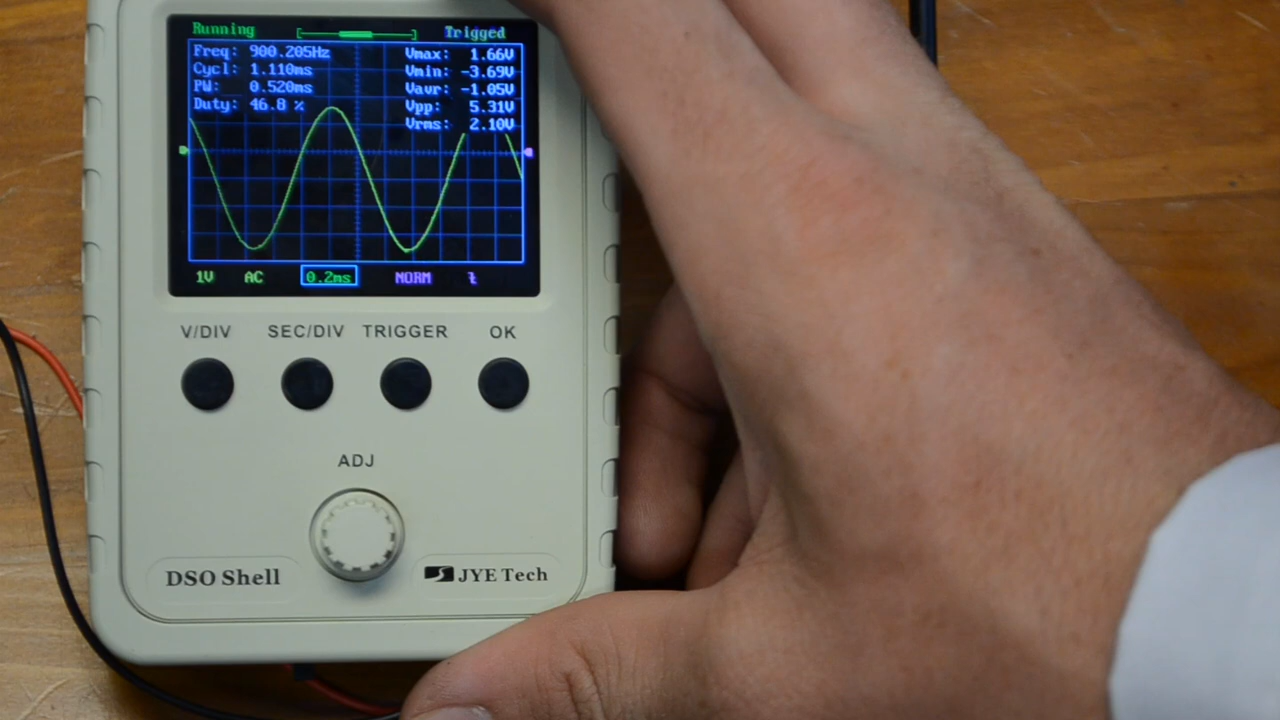 Running Trigged
Freq: 900.205Hz Vmax: 1.66V
Cycl: 1.110ms Vmin: -3.69V
PW: 0.520ms Vavr: -1.05V
Duty: 46.8 % Vpp: 5.31V
Vrms: 2.10V
1V AC 0.2ms NORM
V/DIV SEC/DIV TRIGGER OK
ADJ
DSO Shell JYE Tech